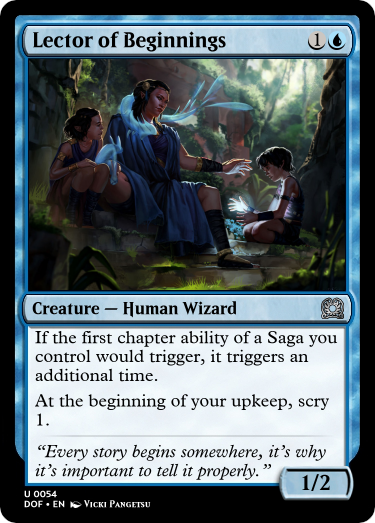 Lector of Beginnings 1
Creature — Human Wizard
If the first chapter ability of a Saga you
control would trigger, it triggers an
additional time.
At the beginning of your upkeep, scry
1.
“Every story begins somewhere, it’s why
it’s important to tell it properly.”
1/2
U 0054
DOF • EN Vicki Pangetsu